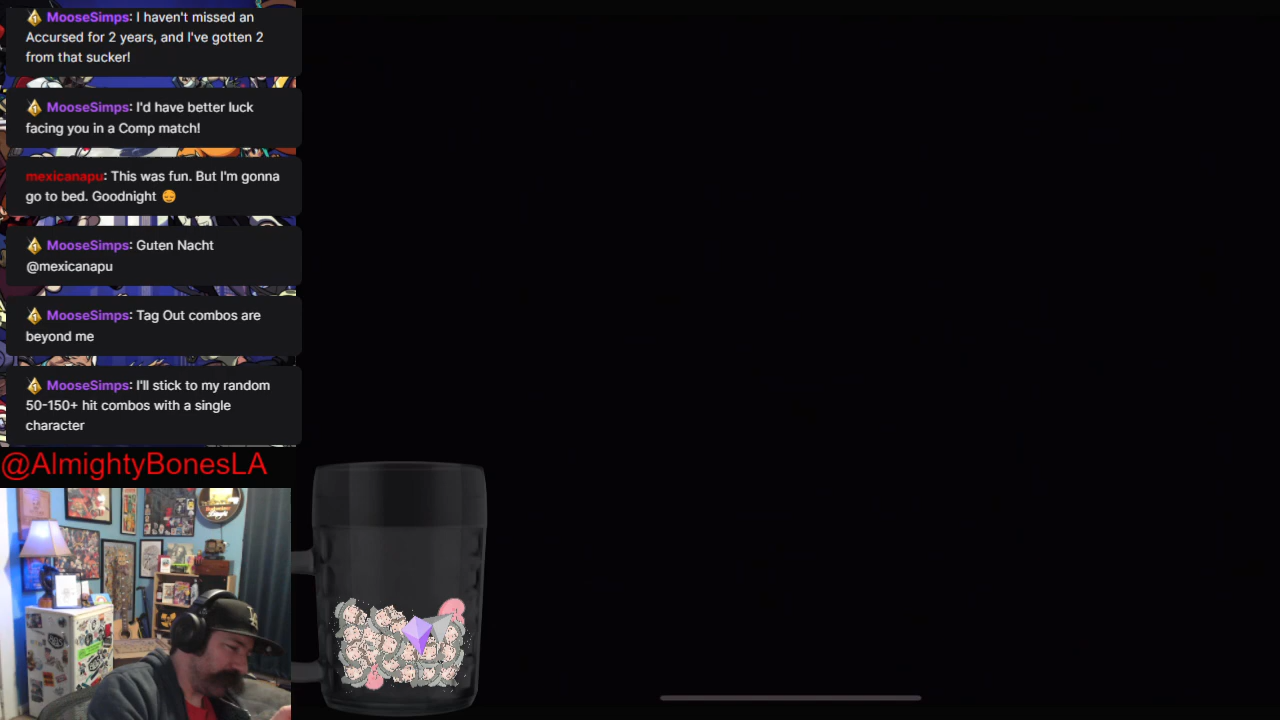 MooseSimps: I haven't missed an
Accursed for 2 years, and I've gotten 2
from that sucker!
MooseSimps: I'd have better luck
facing you in a Comp match!
mexicanapu: This was fun. But I'm gonna
go to bed. Goodnight 😊
MooseSimps: Guten Nacht
@mexicanapu
MooseSimps: Tag Out combos are
beyond me
MooseSimps: I'll stick to my random
50-150+ hit combos with a single
character
@AlmightyBonesLA